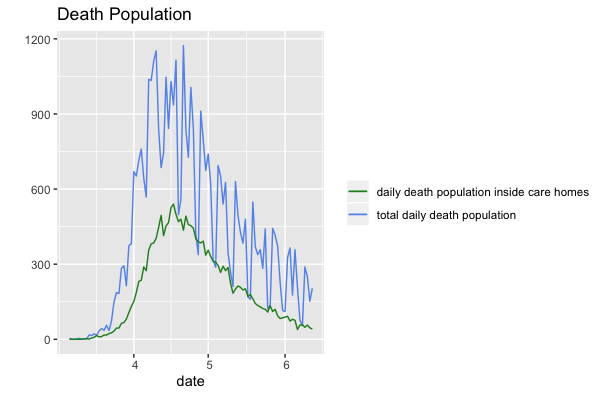 Death Population
1200
900
600
300
0
4 5 6
date
daily death population inside care homes
total daily death population